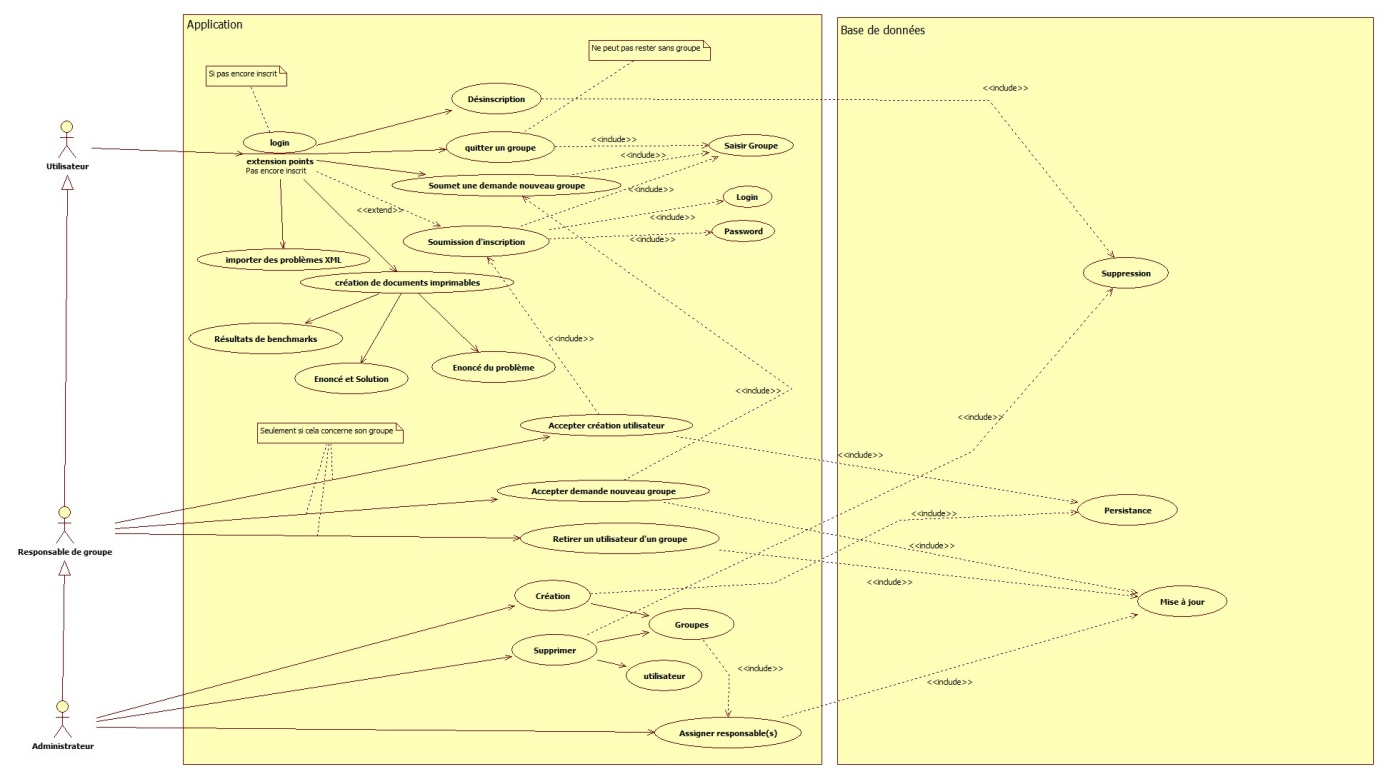 Application
Base de données
Ne peut pas rester sans groupe
Si pas encore inscrit
Désinscription
<<include>>
login
extension points
Pas encore inscrit
quitter un groupe
<<include>>
Saisir Groupe
<<include>>
Utilisateur
Soumet une demande nouveau groupe
<<include>>
Login
<<extend>>
<<include>>
Soumission d'inscription
<<include>>
Password
importer des problèmes XML
création de documents imprimables
Suppression
Résultats de benchmarks
<<include>>
Enoncé et Solution
Enoncé du problème
<<include>>
<<include>>
Seulement si cela concerne son groupe
Accepter création utilisateur
<<include>>
Accepter demande nouveau groupe
Persistance
<<include>>
Responsable de groupe
Retirer un utilisateur d'un groupe
<<include>>
<<include>>
Création
Mise à jour
Groupes
Supprimer
<<include>>
utilisateur
<<include>>
Assigner responsable(s)
Administrateur